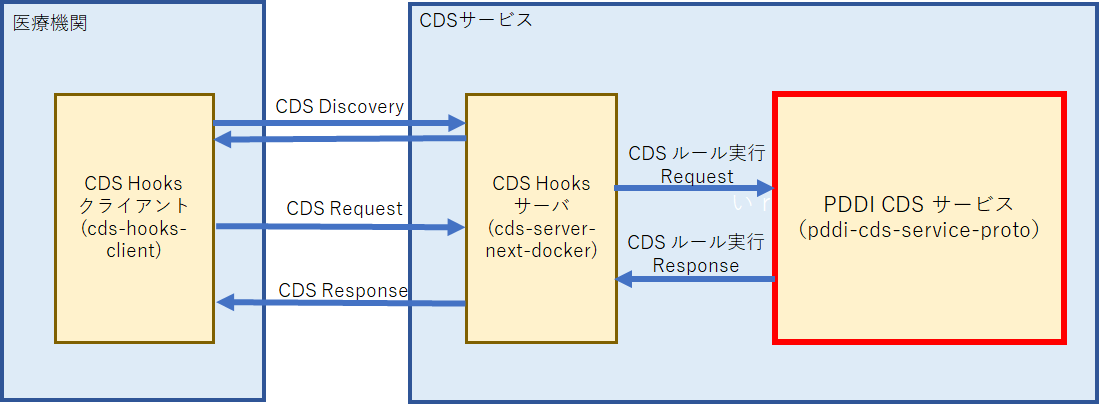 医療機関
CDSサービス
CDS Discovery
CDS Hooks
クライアント
(cds-hooks-
client)
CDS Request
CDS Response
CDS Hooks
サーバ
(cds-server-
next-docker)
CDS ルール実行
Request
い r
CDS ルール実行
Response
PDDI CDS サービス
(pddi-cds-service-proto)